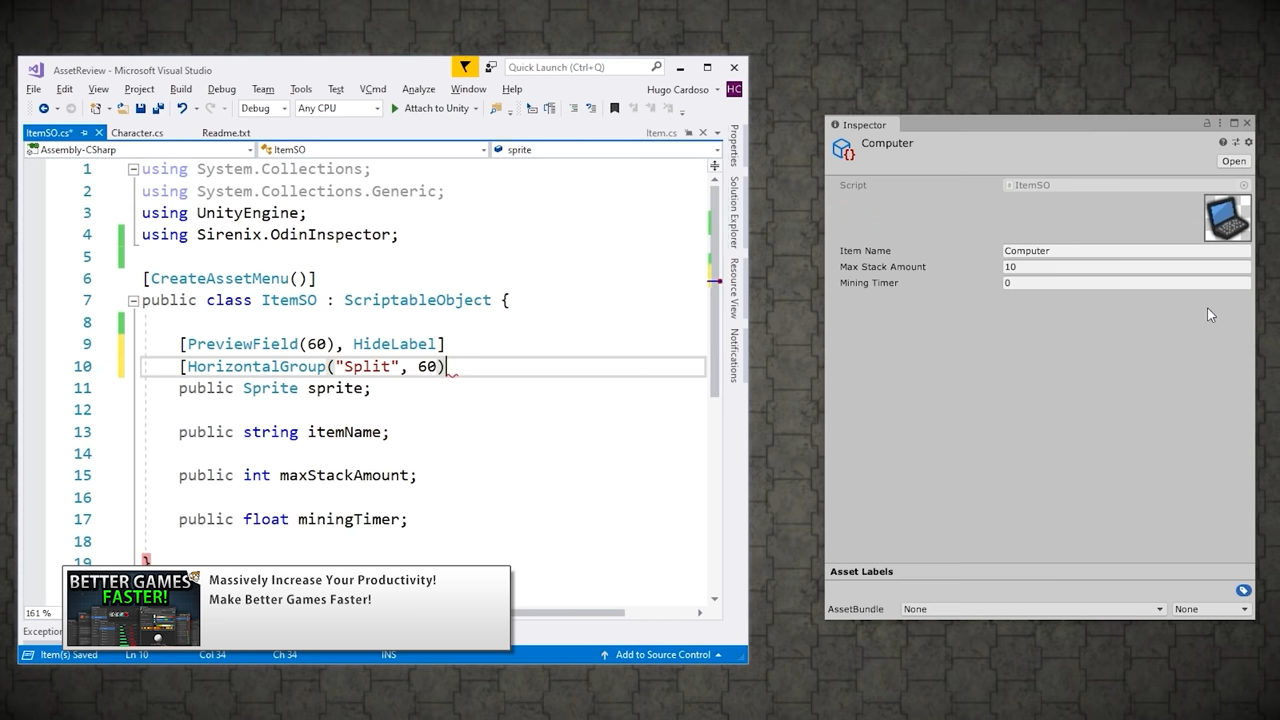 AssetReview - Microsoft Visual Studio
Quick Launch (Ctrl+Q)
File Edit View Project Build Debug Team Tools Test VCmd Analyze Window Help
Hugo Cardoso HC
Debug Any CPU Attach to Unity
ItemSO.cs* Character.cs Readme.txt Item.cs
Assembly-CSharp ItemSO sprite
1 using System.Collections;
2 using System.Collections.Generic;
3 using UnityEngine;
4 using Sirenix.OdinInspector;
5
6 [CreateAssetMenu()]
7 public class ItemSO : ScriptableObject {
8
9 [PreviewField(60), HideLabel]
10 [HorizontalGroup("Split", 60)
11 public Sprite sprite;
12
13 public string itemName;
14
15 public int maxStackAmount;
16
17 public float miningTimer;
18
19 }
Properties
Solution Explorer
Resource View
Notifications
BETTER GAMES
FASTER!
Massively Increase Your Productivity!
Make Better Games Faster!
161 %
Exception
Item(s) Saved Ln 10 Col 34 Ch 34 INS Add to Source Control
Inspector
Computer
Open
Script ItemSO
Item Name Computer
Max Stack Amount 10
Mining Timer 0
Asset Labels
AssetBundle None None